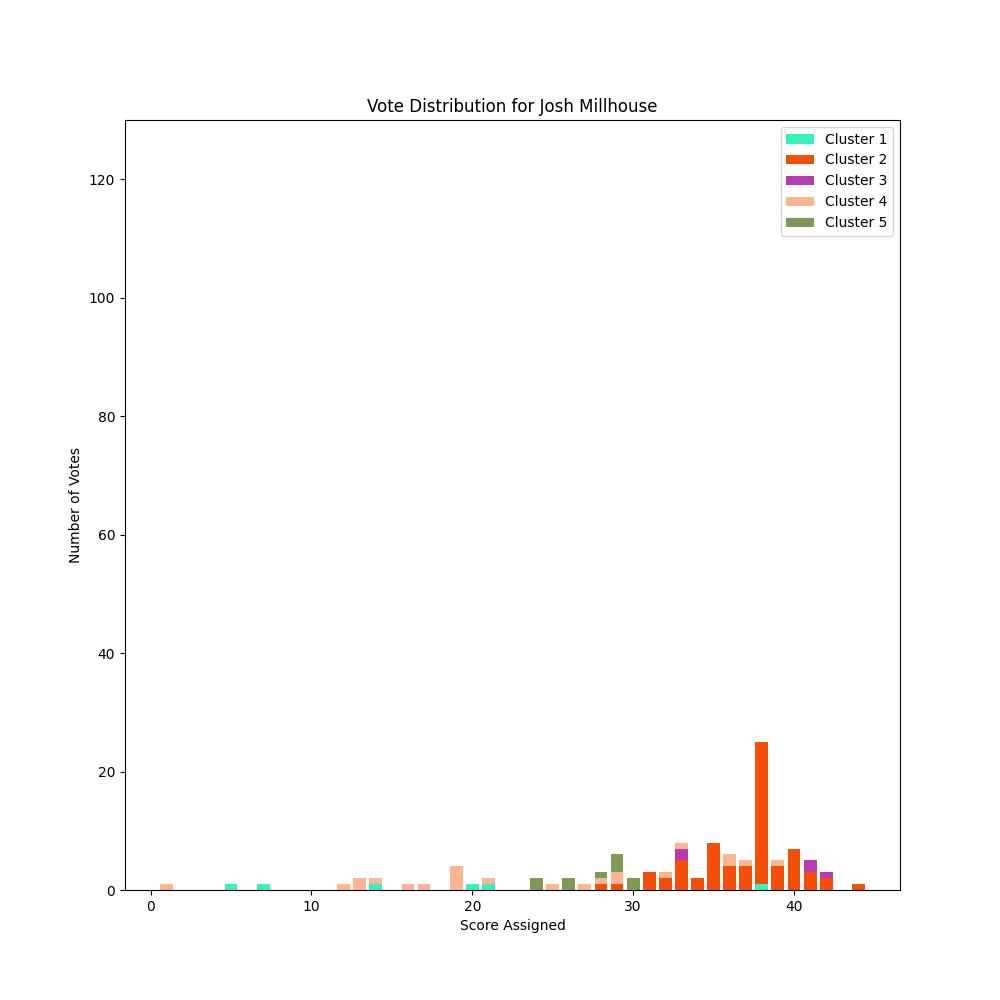 Vote Distribution for Josh Millhouse
Cluster 1
Cluster 2
Cluster 3
Cluster 4
Cluster 5
120
100
80
60
40
20
0
Number of Votes
0 10 20 30 40
Score Assigned